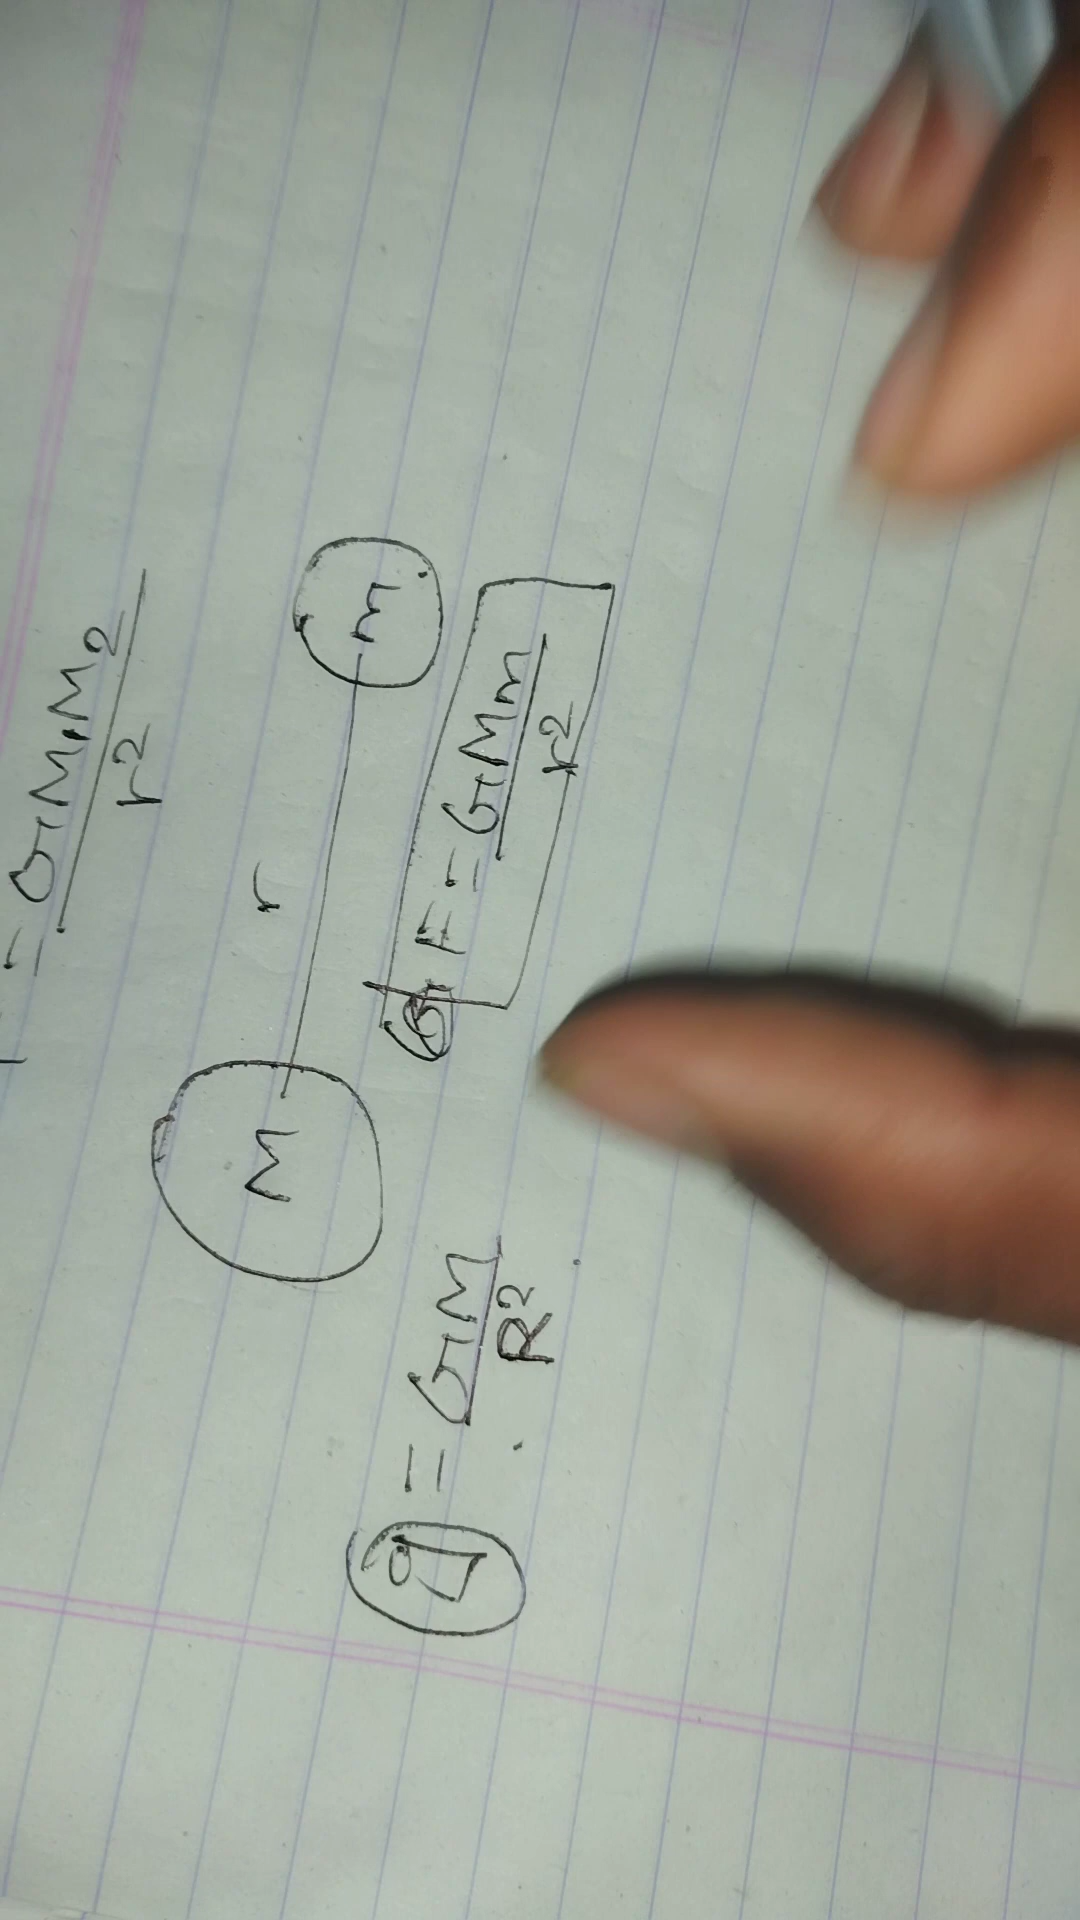 = GM₁M₂
r²
M r m
F = GMm
r²
g = GM
R²